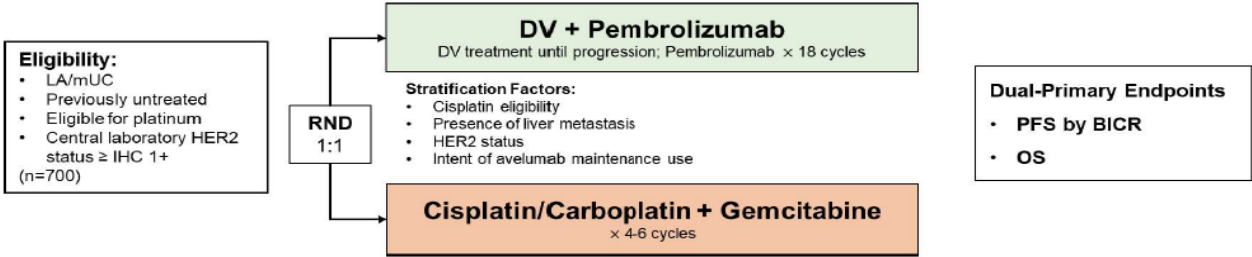 Eligibility:
• LA/mUC
• Previously untreated
• Eligible for platinum
• Central laboratory HER2
status ≥ IHC 1+
(n=700)
RND
1:1
DV + Pembrolizumab
DV treatment until progression; Pembrolizumab × 18 cycles
Stratification Factors:
• Cisplatin eligibility
• Presence of liver metastasis
• HER2 status
• Intent of avelumab maintenance use
Cisplatin/Carboplatin + Gemcitabine
× 4-6 cycles
Dual-Primary Endpoints
• PFS by BICR
• OS